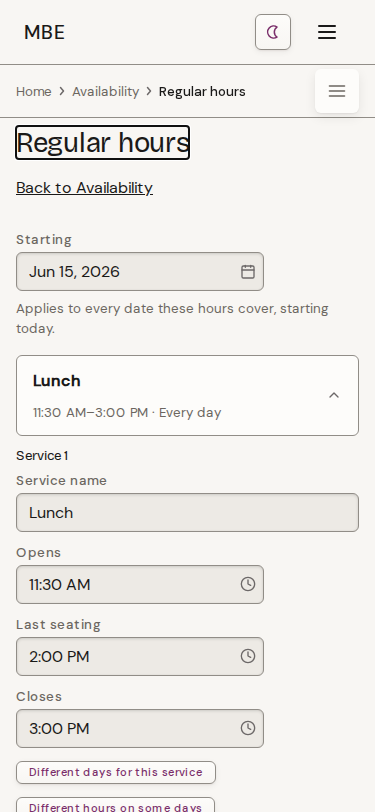 MBE
Home > Availability > Regular hours
Regular hours
Back to Availability
Starting
Jun 15, 2026
Applies to every date these hours cover, starting
today.
Lunch
11:30 AM–3:00 PM · Every day
Service 1
Service name
Lunch
Opens
11:30 AM
Last seating
2:00 PM
Closes
3:00 PM
Different days for this service
Different hours on some days